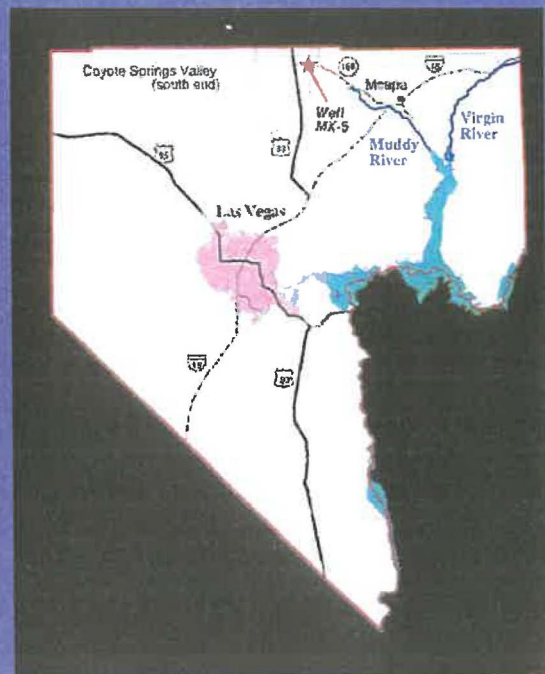 Coyote Springs Valley
(south end)
168
15
Moapa
Well
MX-5
Virgin
River
Muddy
River
95
93
Las Vegas
15